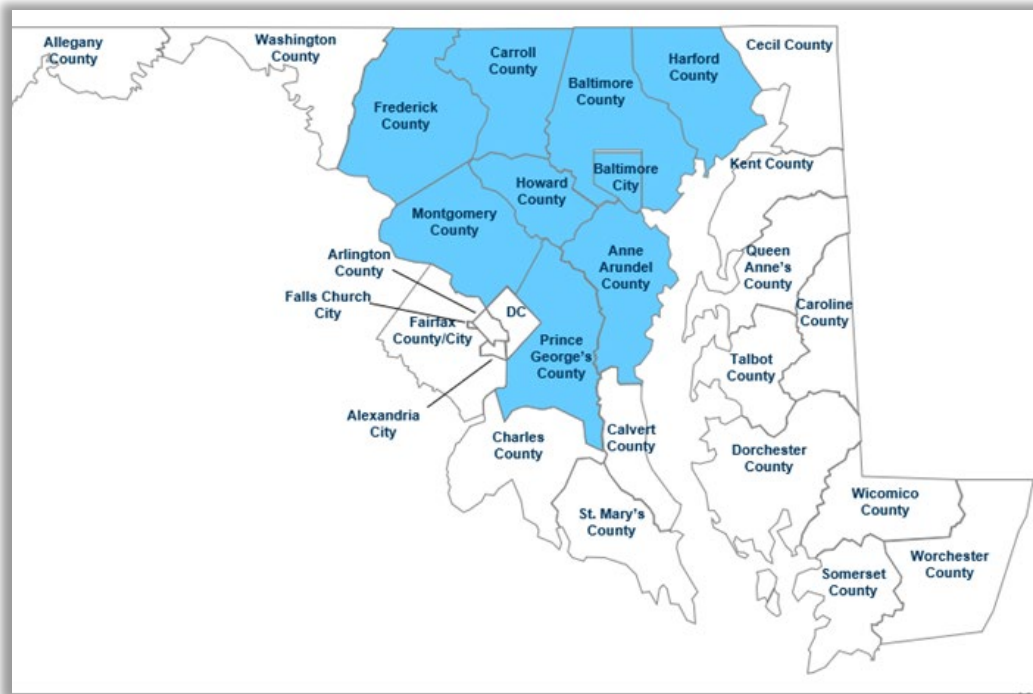 Allegany
County
Washington
County
Carroll
County
Harford
County
Cecil County
Baltimore
County
Frederick
County
Baltimore
City
Kent County
Howard
County
Montgomery
County
Arlington
County
Anne
Arundel
County
Queen
Anne's
County
Falls Church
City
DC
Fairfax
County/City
Caroline
County
Prince
George's
County
Talbot
County
Alexandria
City
Charles
County
Calvert
County
Dorchester
County
Wicomico
County
St. Mary's
County
Worchester
County
Somerset
County